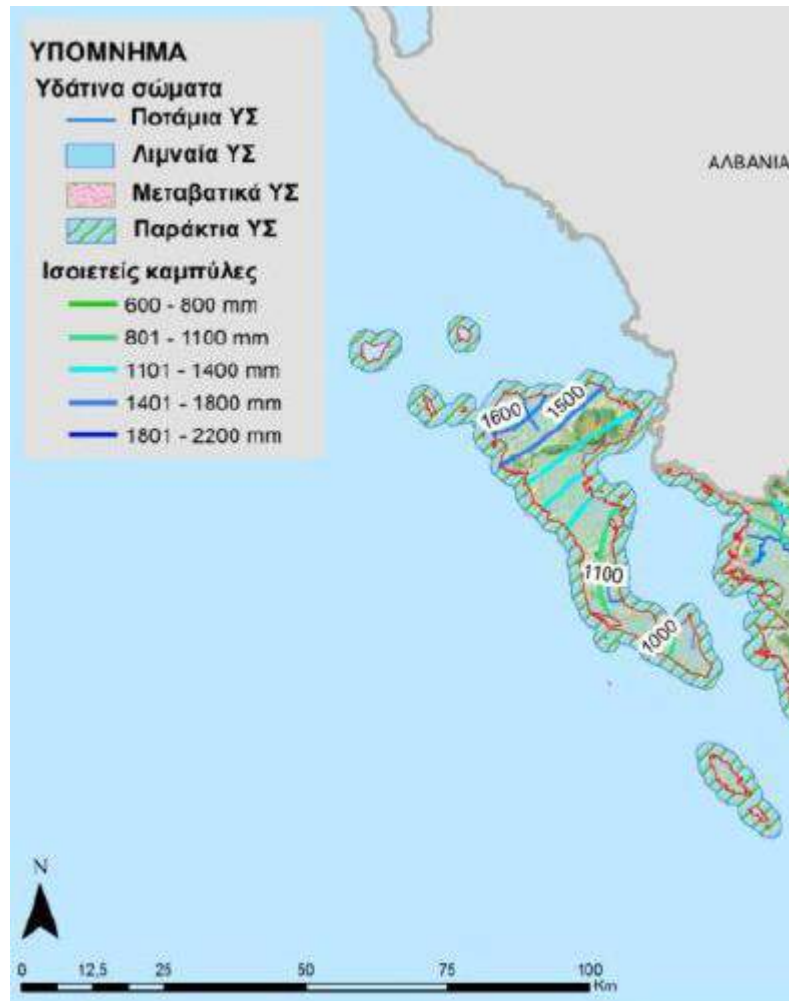 ΥΠΟΜΝΗΜΑ
Υδάτινα σώματα
Ποτάμια ΥΣ
Λιμναία ΥΣ
Μεταβατικά ΥΣ
Παράκτια ΥΣ
Ισοιετείς καμπύλες
600 - 800 mm
801 - 1100 mm
1101 - 1400 mm
1401 - 1800 mm
1801 - 2200 mm
ΑΛΒΑΝΙΑ
1600
1500
1100
1000
N
0 12,5 25 50 75 100
Km